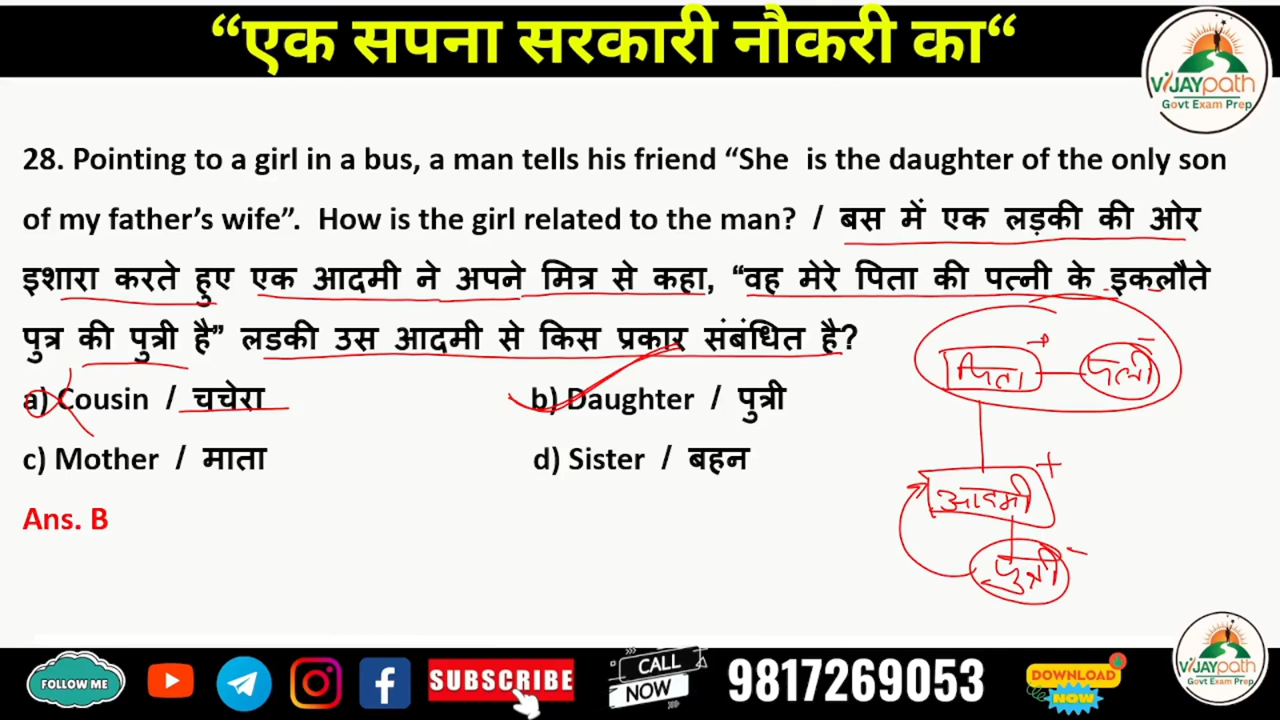 “एक सपना सरकारी नौकरी का“
VIJAYpath
Govt Exam Prep
28. Pointing to a girl in a bus, a man tells his friend “She is the daughter of the only son
of my father’s wife”. How is the girl related to the man? / बस में एक लड़की की ओर
इशारा करते हुए एक आदमी ने अपने मित्र से कहा, “वह मेरे पिता की पत्नी के इकलौते
पुत्र की पुत्री है” लडकी उस आदमी से किस प्रकार संबंधित है?
पिता + पत्नी -
a) Cousin / चचेरा b) Daughter / पुत्री
c) Mother / माता d) Sister / बहन
आदमी +
Ans. B
पुत्री -
FOLLOW ME SUBSCRIBE CALL NOW 9817269053 DOWNLOAD NOW
VIJAYpath
Govt Exam Prep